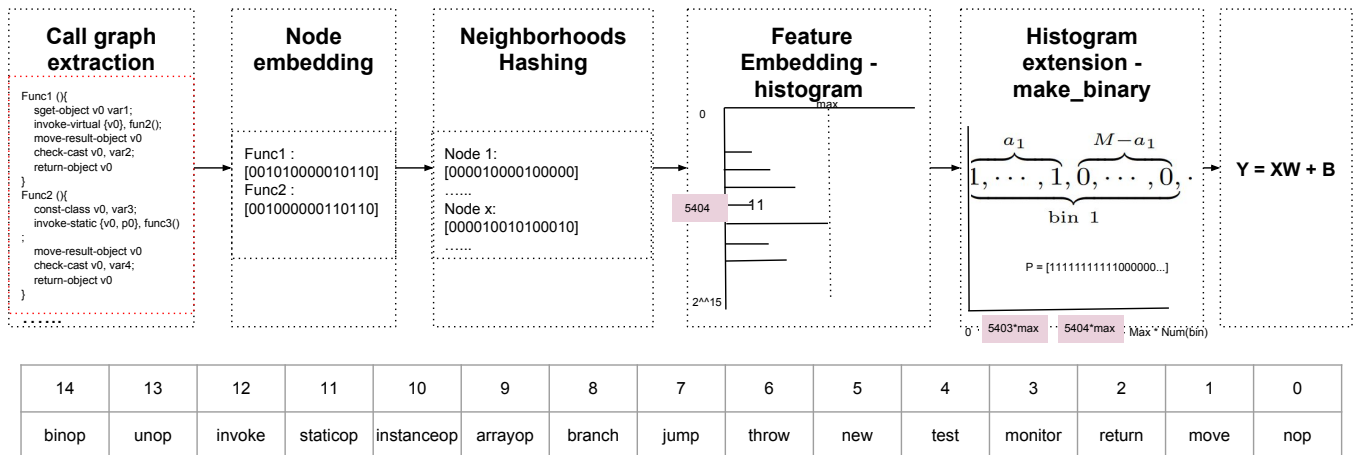 Call graph
extraction
Func1 (){
sget-object v0 var1;
invoke-virtual {v0}, fun2();
move-result-object v0
check-cast v0, var2;
return-object v0
}
Func2 (){
const-class v0, var3;
invoke-static {v0, p0}, func3()
;
move-result-object v0
check-cast v0, var4;
return-object v0
}
......
Node
embedding
Func1 :
[001010000010110]
Func2 :
[001000000110110]
Neighborhoods
Hashing
Node 1:
[000010000100000]
......
Node x:
[000010010100010]
......
Feature
Embedding -
histogram
max
0
5404
11
2^^15
Histogram
extension -
make_binary
a1 M−a1
1, ⋯ , 1, 0, ⋯ , 0, .
bin 1
P = [11111111111000000...]
0 5403*max 5404*max Max * Num(bin)
Y = XW + B
14 13 12 11 10 9 8 7 6 5 4 3 2 1 0
binop unop invoke staticop instanceop arrayop branch jump throw new test monitor return move nop